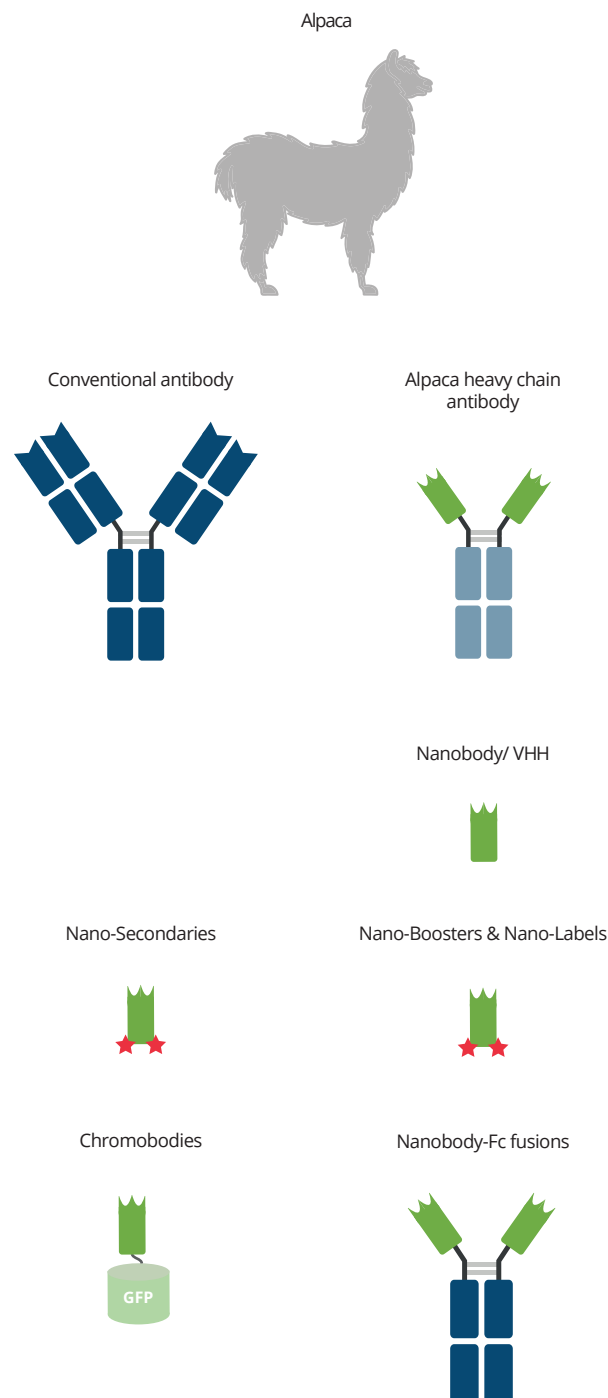 Alpaca
Conventional antibody
Alpaca heavy chain
antibody
Nanobody/ VHH
Nano-Secondaries
Nano-Boosters & Nano-Labels
Chromobodies
Nanobody-Fc fusions
GFP